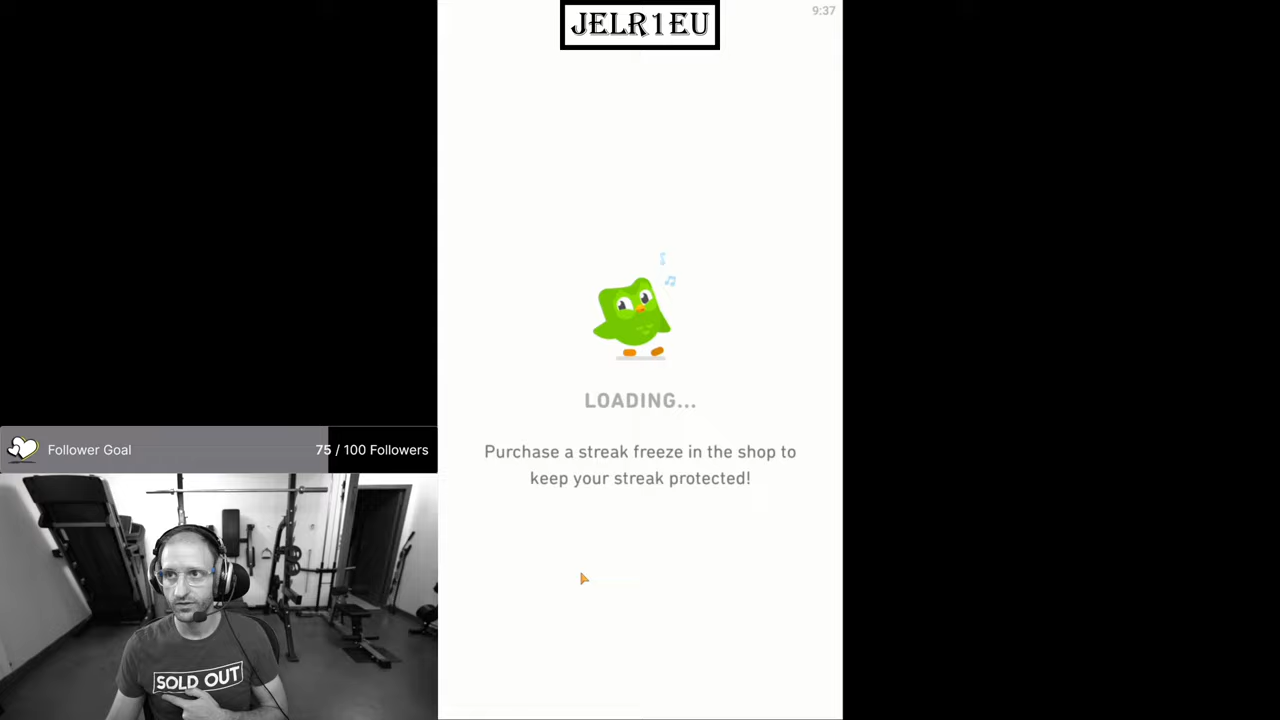 JELR1EU
9:37
LOADING...
Purchase a streak freeze in the shop to
keep your streak protected!
Follower Goal
75 / 100 Followers
SOLD OUT